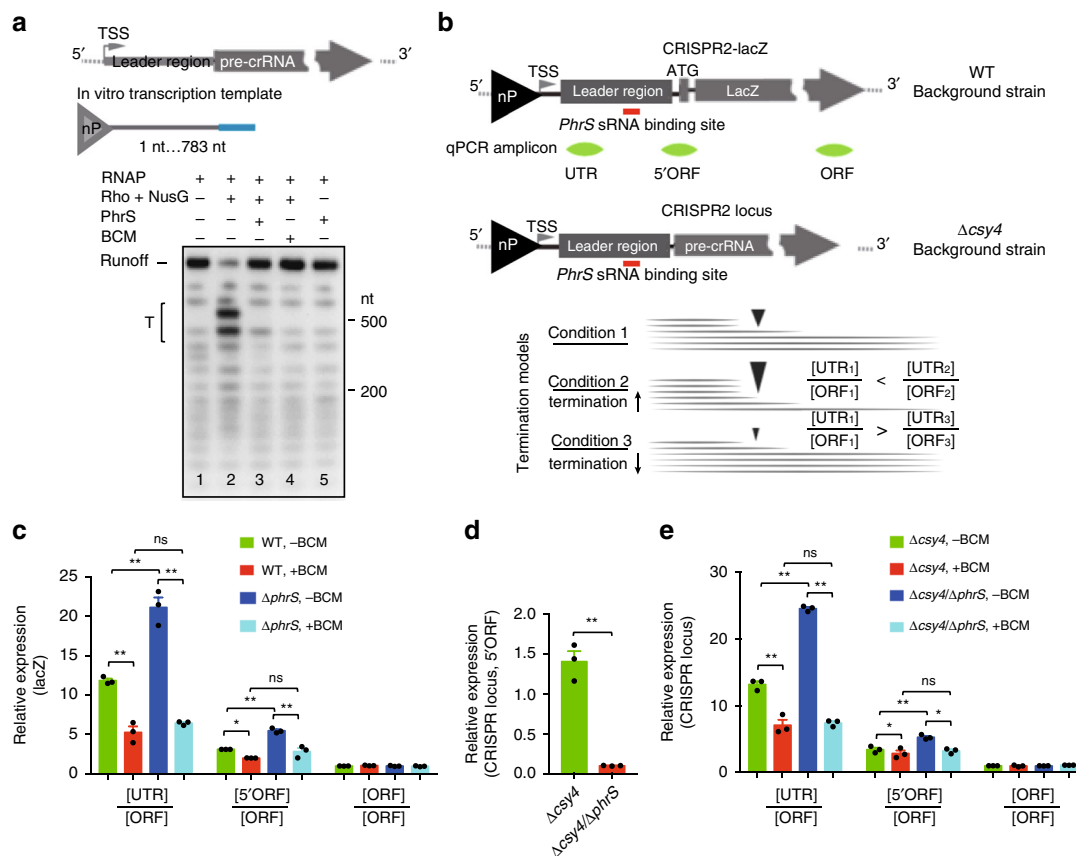 a
TSS
5′ 3′
Leader region pre-crRNA
In vitro transcription template
nP
1 nt...783 nt
RNAP + + + + +
Rho + NusG – + + + –
PhrS – – + – +
BCM – – – + –
Runoff –
nt
T
500
200
1 2 3 4 5
b
CRISPR2-lacZ
5′ nP TSS Leader region ATG LacZ 3′
WT
Background strain
PhrS sRNA binding site
qPCR amplicon
UTR 5′ORF ORF
CRISPR2 locus
5′ nP TSS Leader region pre-crRNA 3′
Δcsy4
Background strain
PhrS sRNA binding site
Termination models
Condition 1
Condition 2
termination ↑
[UTR1]
[ORF1]
<
[UTR2]
[ORF2]
Condition 3
termination ↓
[UTR1]
[ORF1]
>
[UTR3]
[ORF3]
c
Relative expression
(lacZ)
25
20
15
10
5
0
ns
**
**
**
ns
**
*
**
WT, –BCM
WT, +BCM
ΔphrS, –BCM
ΔphrS, +BCM
[UTR]
[ORF]
[5′ORF]
[ORF]
[ORF]
[ORF]
d
Relative expression
(CRISPR locus, 5′ORF)
2.0
1.5
1.0
0.5
0.0
**
Δcsy4
Δcsy4/ΔphrS
e
Relative expression
(CRISPR locus)
30
20
10
0
ns
**
**
**
ns
**
*
*
Δcsy4, –BCM
Δcsy4, +BCM
Δcsy4/ΔphrS, –BCM
Δcsy4/ΔphrS, +BCM
[UTR]
[ORF]
[5′ORF]
[ORF]
[ORF]
[ORF]